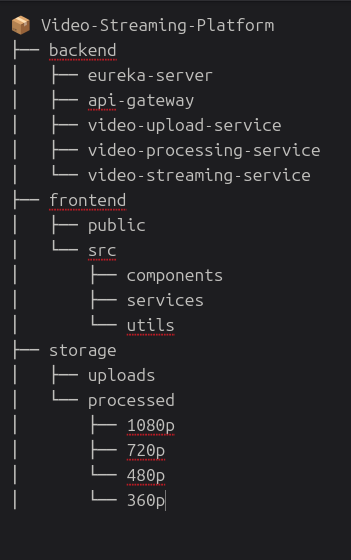 📦 Video-Streaming-Platform
├── backend
│   ├── eureka-server
│   ├── api-gateway
│   ├── video-upload-service
│   ├── video-processing-service
│   └── video-streaming-service
├── frontend
│   ├── public
│   └── src
│       ├── components
│       ├── services
│       └── utils
├── storage
│   ├── uploads
│   └── processed
│       ├── 1080p
│       ├── 720p
│       └── 480p
│       └── 360p